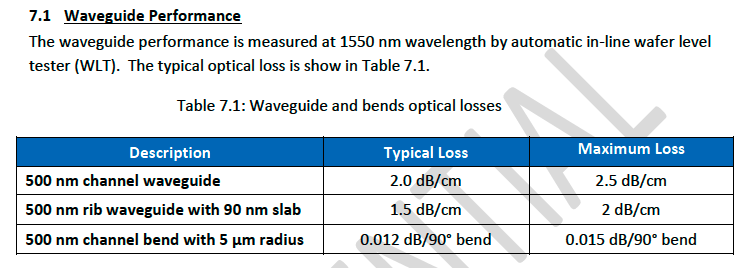 7.1 Waveguide Performance
The waveguide performance is measured at 1550 nm wavelength by automatic in-line wafer level
tester (WLT). The typical optical loss is show in Table 7.1.
Table 7.1: Waveguide and bends optical losses
Description Typical Loss Maximum Loss
500 nm channel waveguide 2.0 dB/cm 2.5 dB/cm
500 nm rib waveguide with 90 nm slab 1.5 dB/cm 2 dB/cm
500 nm channel bend with 5 µm radius 0.012 dB/90° bend 0.015 dB/90° bend